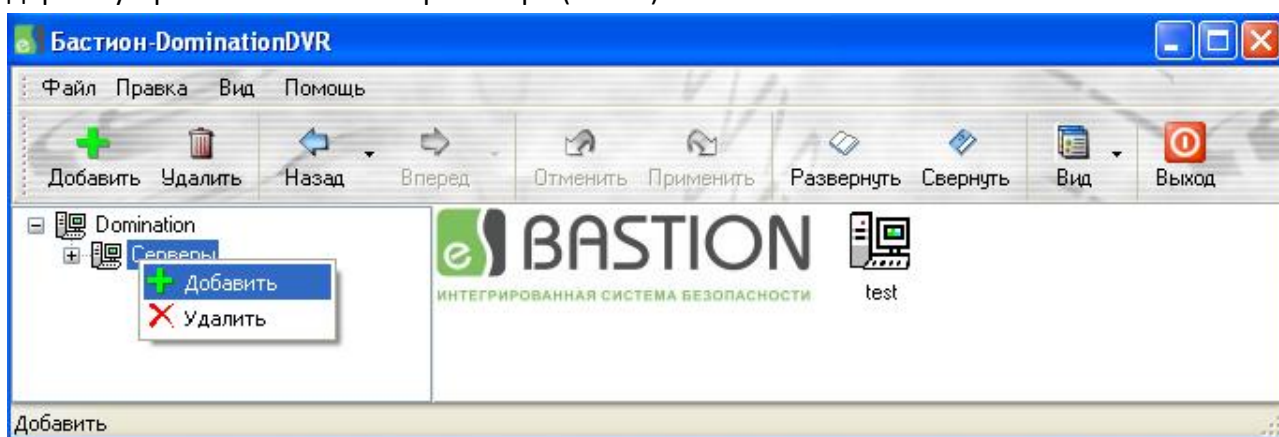 Бастион-DominationDVR
Файл Правка Вид Помощь
Добавить Удалить Назад Вперед Отменить Применить Развернуть Свернуть Вид Выход
Domination
Серверы
Добавить
Удалить
BASTION
ИНТЕГРИРОВАННАЯ СИСТЕМА БЕЗОПАСНОСТИ
test
Добавить